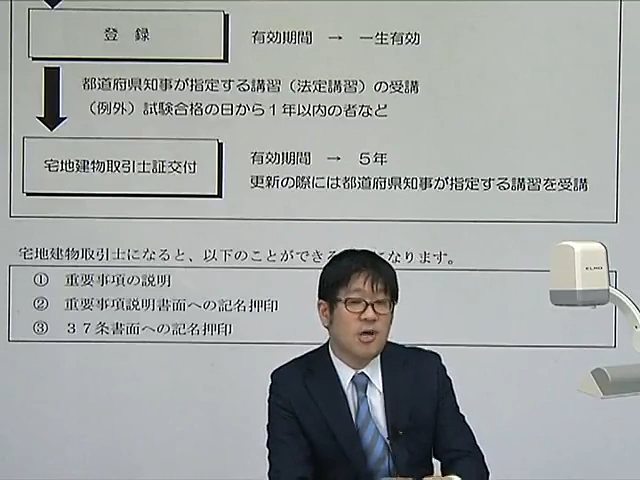 登録
有効期間 → 一生有効
都道府県知事が指定する講習（法定講習）の受講
（例外）試験合格の日から１年以内の者など
宅地建物取引士証交付
有効期間 → ５年
更新の際には都道府県知事が指定する講習を受講
宅地建物取引士になると、以下のことができる
になります。
① 重要事項の説明
② 重要事項説明書面への記名押印
③ ３７条書面への記名押印
ELMO